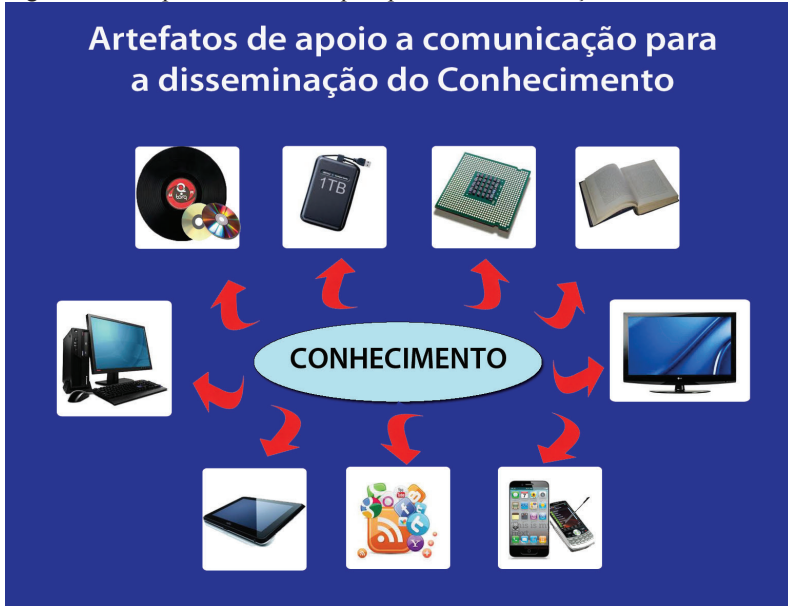 Artefatos de apoio a comunicação para
a disseminação do Conhecimento
1TB
CONHECIMENTO